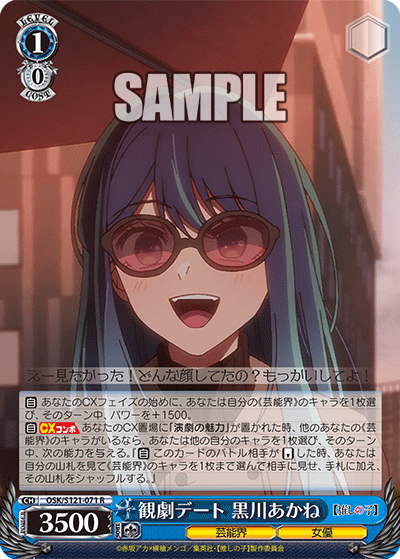 LEVEL
1
0
COST
SAMPLE
えー見たかった！どんな顔してたの？もっかいしてよ！
自 あなたのCXフェイズの始めに、あなたは自分の《芸能界》のキャラを1枚選
び、そのターン中、パワーを＋1500。
自 CXコンボ あなたのCX置場に「演劇の魅力」が置かれた時、他のあなたの《芸
能界》のキャラがいるなら、あなたは他の自分のキャラを1枚選び、そのターン
中、次の能力を与える。『自 このカードのバトル相手が した時、あなたは
自分の山札を見て《芸能界》のキャラを1枚まで選んで相手に見せ、手札に加え、
その山札をシャッフルする。』
CH OSK/S121-071 R
3500
観劇デート 黒川あかね
【推しの子】
芸能界
女優
©赤坂アカ×横槍メンゴ／集英社・【推しの子】製作委員会